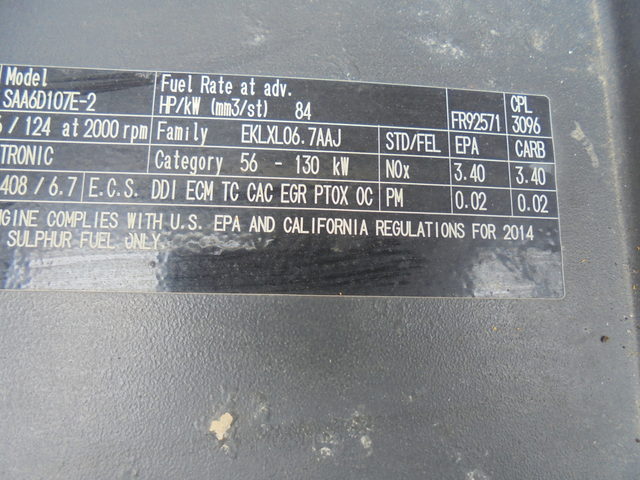 Model
SAA6D107E-2
Fuel Rate at adv.
HP/kW (mm3/st) 84
FR92571
CPL
3096
/ 124 at 2000 rpm
Family EKLXL06.7AAJ
STD/FEL EPA CARB
TRONIC
Category 56 - 130 kW
NOx 3.40 3.40
408 / 6.7 E.C.S. DDI ECM TC CAC EGR PTOX OC
PM 0.02 0.02
NGINE COMPLIES WITH U.S. EPA AND CALIFORNIA REGULATIONS FOR 2014
SULPHUR FUEL ONLY.